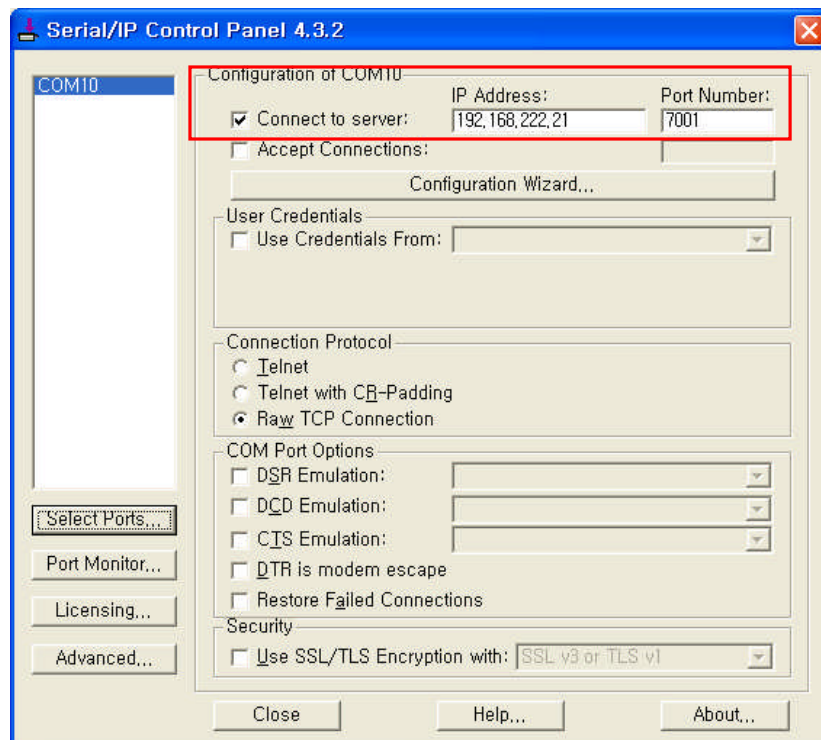 Serial/IP Control Panel 4.3.2
COM10
Configuration of COM10
IP Address: Port Number:
Connect to server: 192,168,222,21 7001
Accept Connections:
Configuration Wizard,,,
User Credentials
Use Credentials From:
Connection Protocol
Telnet
Telnet with CR-Padding
Raw TCP Connection
COM Port Options
DSR Emulation:
DCD Emulation:
CTS Emulation:
DTR is modem escape
Restore Failed Connections
Security
Use SSL/TLS Encryption with: SSL v3 or TLS v1
Select Ports,,,
Port Monitor,,,
Licensing,,,
Advanced,,,
Close Help,,, About,,,